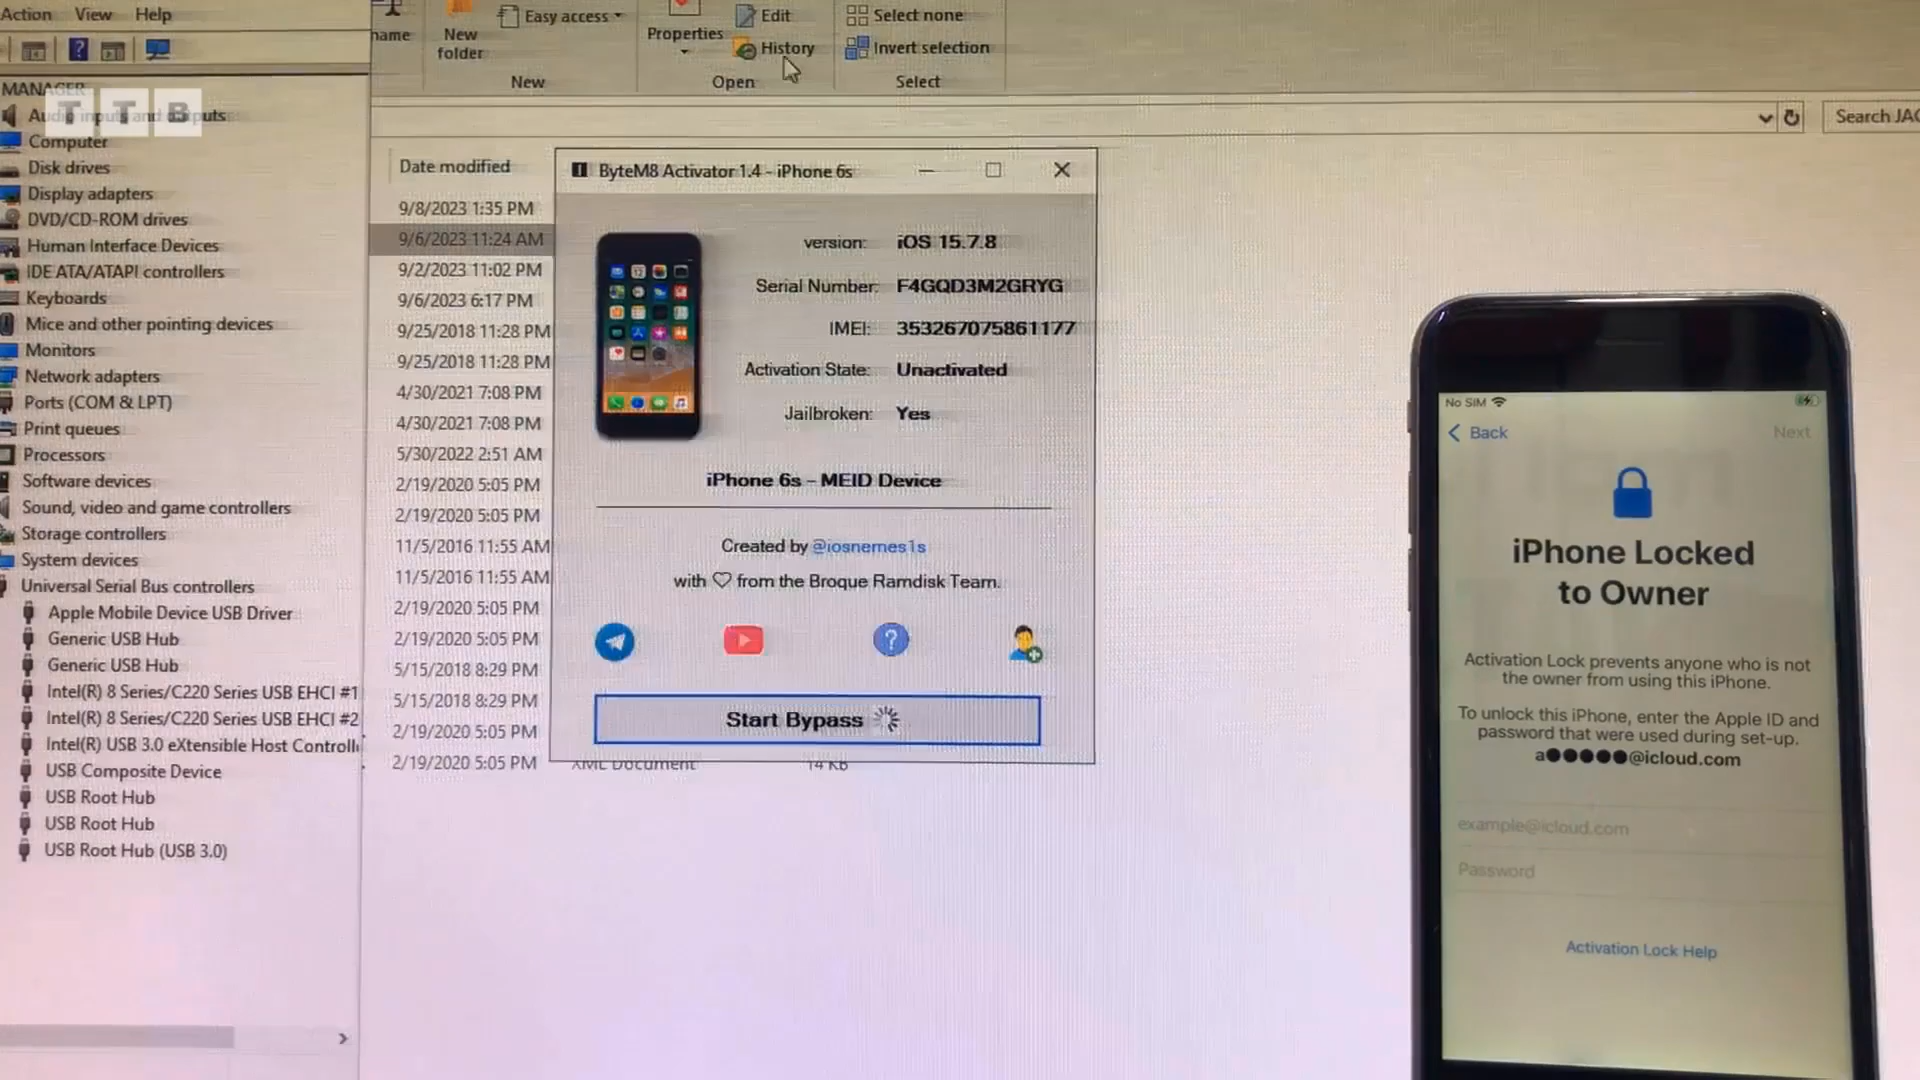 Action View Help
MANAGER
TTB
Audio inputs and outputs
Computer
Disk drives
Display adapters
DVD/CD-ROM drives
Human Interface Devices
IDE ATA/ATAPI controllers
Keyboards
Mice and other pointing devices
Monitors
Network adapters
Ports (COM & LPT)
Print queues
Processors
Software devices
Sound, video and game controllers
Storage controllers
System devices
Universal Serial Bus controllers
Apple Mobile Device USB Driver
Generic USB Hub
Generic USB Hub
Intel(R) 8 Series/C220 Series USB EHCI #1
Intel(R) 8 Series/C220 Series USB EHCI #2
Intel(R) USB 3.0 eXtensible Host Controll
USB Composite Device
USB Root Hub
USB Root Hub
USB Root Hub (USB 3.0)
name
New
folder
Easy access
New
Properties
Edit
History
Open
Select none
Invert selection
Select
Search JAC
Date modified
9/8/2023 1:35 PM
9/6/2023 11:24 AM
9/2/2023 11:02 PM
9/6/2023 6:17 PM
9/25/2018 11:28 PM
9/25/2018 11:28 PM
4/30/2021 7:08 PM
4/30/2021 7:08 PM
5/30/2022 2:51 AM
2/19/2020 5:05 PM
2/19/2020 5:05 PM
11/5/2016 11:55 AM
11/5/2016 11:55 AM
2/19/2020 5:05 PM
2/19/2020 5:05 PM
5/15/2018 8:29 PM
5/15/2018 8:29 PM
2/19/2020 5:05 PM
2/19/2020 5:05 PM XML Document 14 KB
ByteM8 Activator 1.4 - iPhone 6s
version: iOS 15.7.8
Serial Number: F4GQD3M2GRYG
IMEI: 353267075861177
Activation State: Unactivated
Jailbroken: Yes
iPhone 6s - MEID Device
Created by @iosnemes1s
with ♡ from the Broque Ramdisk Team.
Start Bypass
No SIM
Back Next
iPhone Locked
to Owner
Activation Lock prevents anyone who is not
the owner from using this iPhone.
To unlock this iPhone, enter the Apple ID and
password that were used during set-up.
a●●●●●@icloud.com
example@icloud.com
Password
Activation Lock Help